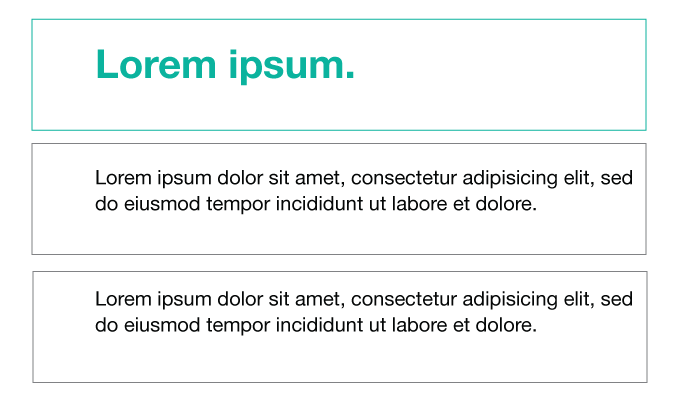 Lorem ipsum.
Lorem ipsum dolor sit amet, consectetur adipisicing elit, sed
do eiusmod tempor incididunt ut labore et dolore.
Lorem ipsum dolor sit amet, consectetur adipisicing elit, sed
do eiusmod tempor incididunt ut labore et dolore.